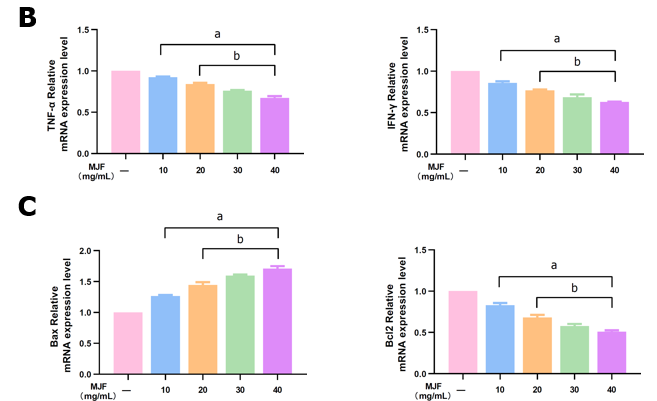 B
TNF-α Relative
mRNA expression level
1.5
1.0
0.5
0.0
a
b
MJF
(mg/mL)
— 10 20 30 40
IFN-γ Relative
mRNA expression level
1.5
1.0
0.5
0.0
a
b
MJF
(mg/mL)
— 10 20 30 40
C
Bax Relative
mRNA expression level
2.0
1.5
1.0
0.5
0.0
a
b
MJF
(mg/mL)
— 10 20 30 40
Bcl2 Relative
mRNA expression level
1.5
1.0
0.5
0.0
a
b
MJF
(mg/mL)
— 10 20 30 40